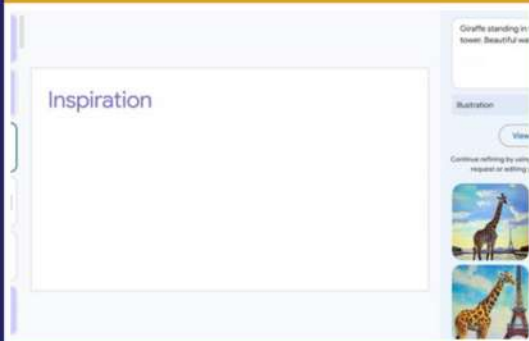 Inspiration
Giraffe standing in
tower. Beautiful wa
Illustration
View
Continue refining by using
request or editing